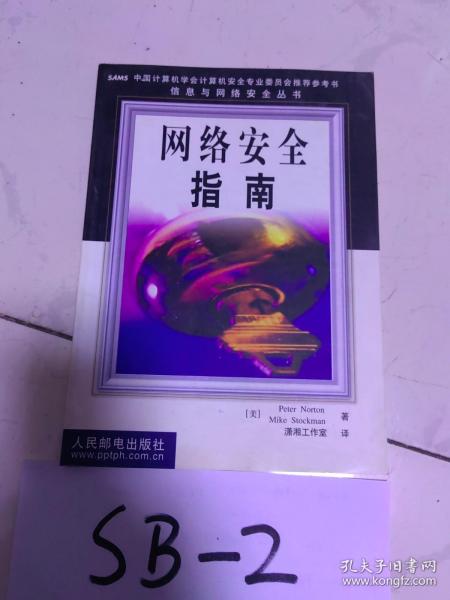 SAMS 中国计算机学会计算机安全专业委员会推荐参考书
信息与网络安全丛书
网络安全
指南
[美] Peter Norton
Mike Stockman 著
潇湘工作室 译
人民邮电出版社
www.pptph.com.cn
SB-2
孔夫子旧书网
www.kongfz.com